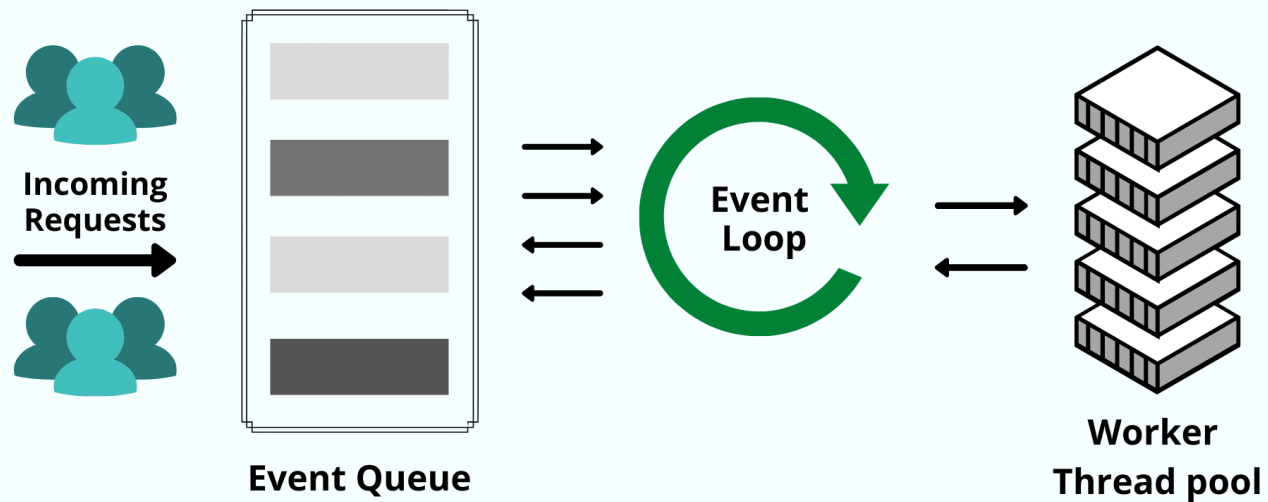 Incoming
Requests
Event Queue
Event
Loop
Worker
Thread pool